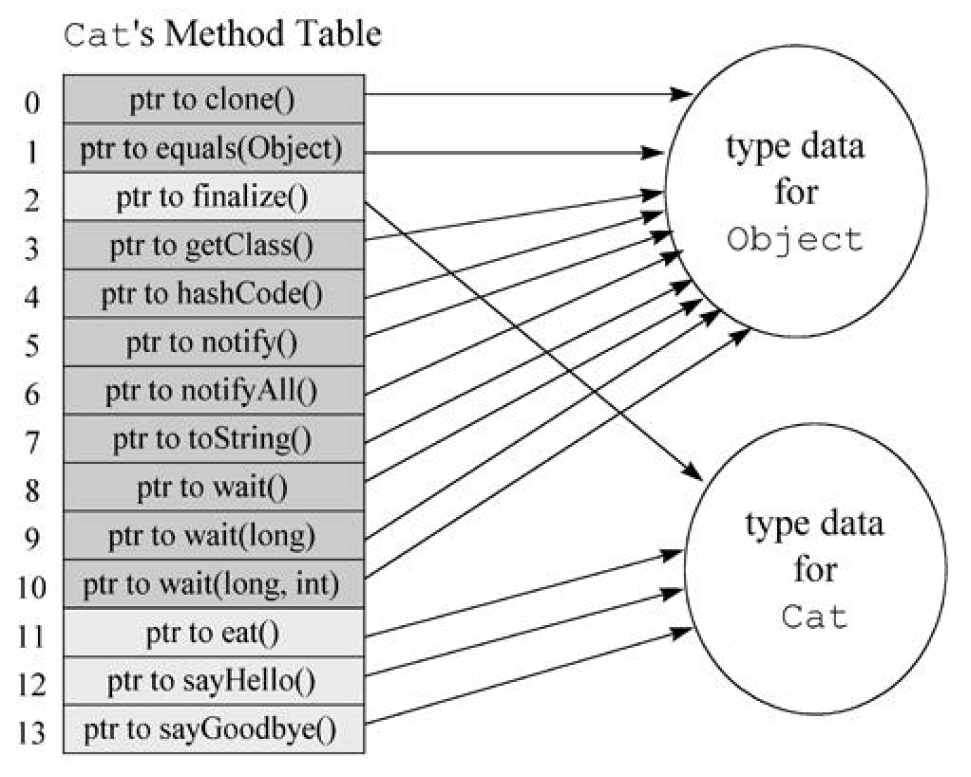 Cat's Method Table
0 ptr to clone()
1 ptr to equals(Object)
2 ptr to finalize()
3 ptr to getClass()
4 ptr to hashCode()
5 ptr to notify()
6 ptr to notifyAll()
7 ptr to toString()
8 ptr to wait()
9 ptr to wait(long)
10 ptr to wait(long, int)
11 ptr to eat()
12 ptr to sayHello()
13 ptr to sayGoodbye()
type data
for
Object
type data
for
Cat